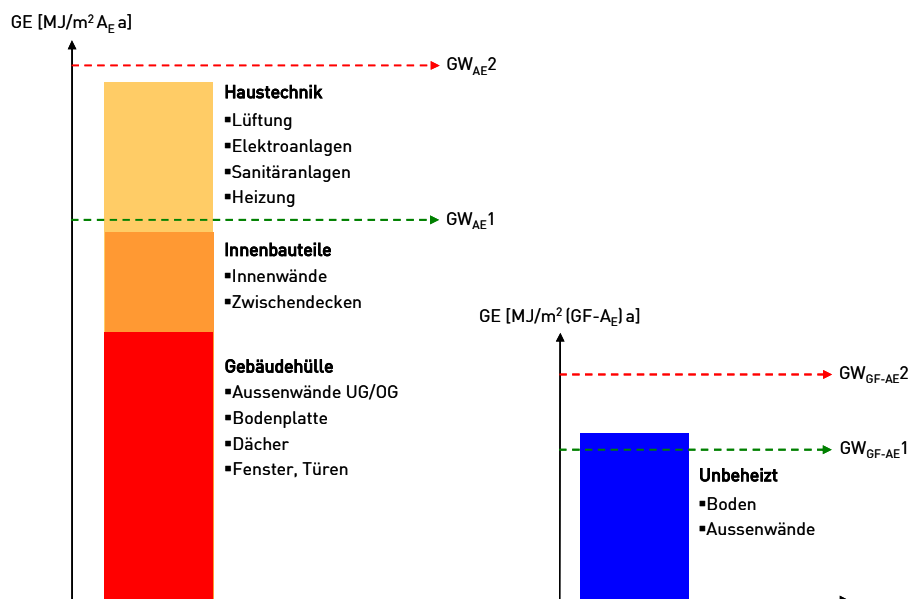 GE [MJ/m² A_E a]
GW_AE2
Haustechnik
▪Lüftung
▪Elektroanlagen
▪Sanitäranlagen
▪Heizung
GW_AE1
Innenbauteile
▪Innenwände
▪Zwischendecken
GE [MJ/m² (GF-A_E) a]
Gebäudehülle
▪Aussenwände UG/OG
▪Bodenplatte
▪Dächer
▪Fenster, Türen
GW_GF-AE2
GW_GF-AE1
Unbeheizt
▪Boden
▪Aussenwände